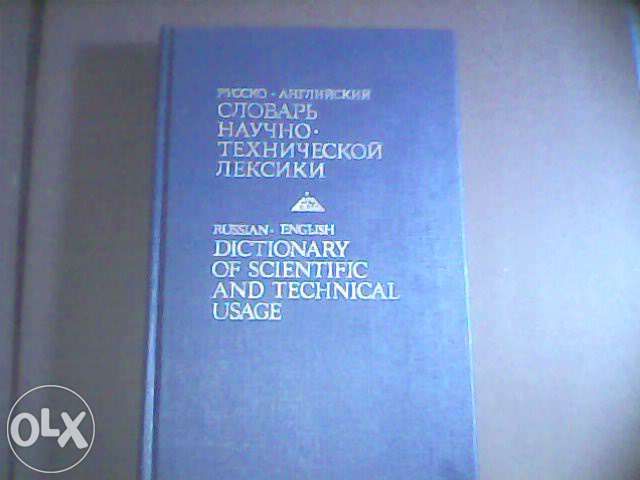 РУССКО-АНГЛИЙСКИЙ
СЛОВАРЬ
НАУЧНО-
ТЕХНИЧЕСКОЙ
ЛЕКСИКИ
RUSSIAN-ENGLISH
DICTIONARY
OF SCIENTIFIC
AND TECHNICAL
USAGE
OLX